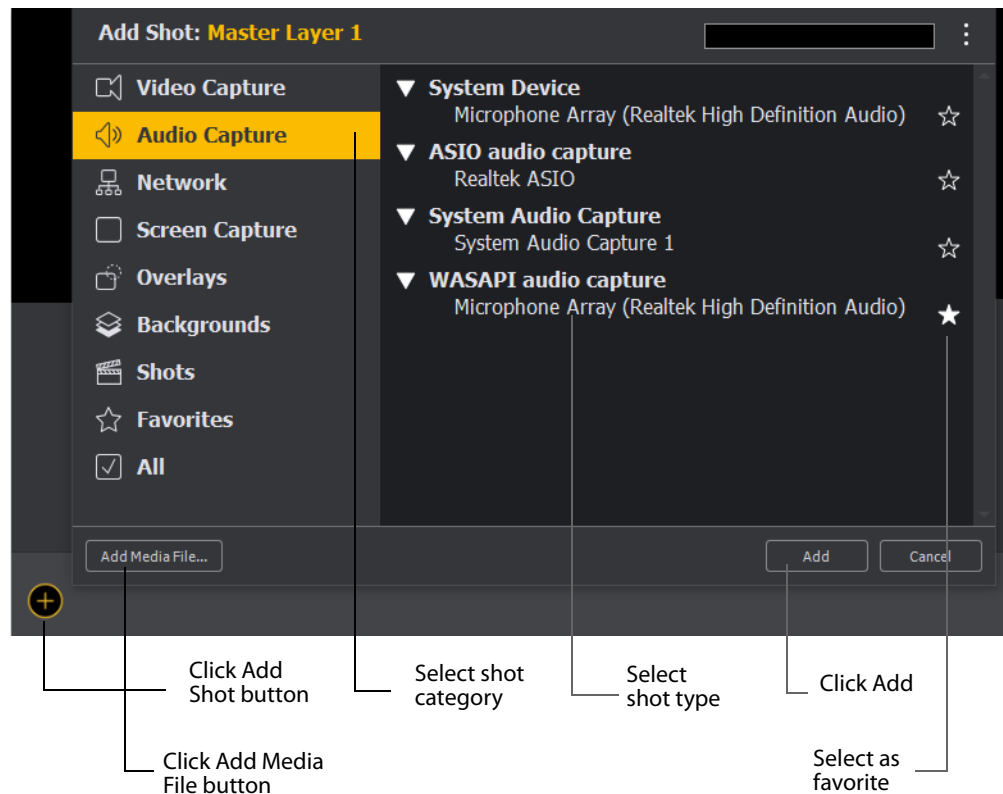 Add Shot: Master Layer 1
Video Capture
Audio Capture
Network
Screen Capture
Overlays
Backgrounds
Shots
Favorites
All
System Device
Microphone Array (Realtek High Definition Audio)
ASIO audio capture
Realtek ASIO
System Audio Capture
System Audio Capture 1
WASAPI audio capture
Microphone Array (Realtek High Definition Audio)
Add Media File...
Add
Cancel
Click Add
Shot button
Select shot
category
Select
shot type
Click Add
Click Add Media
File button
Select as
favorite